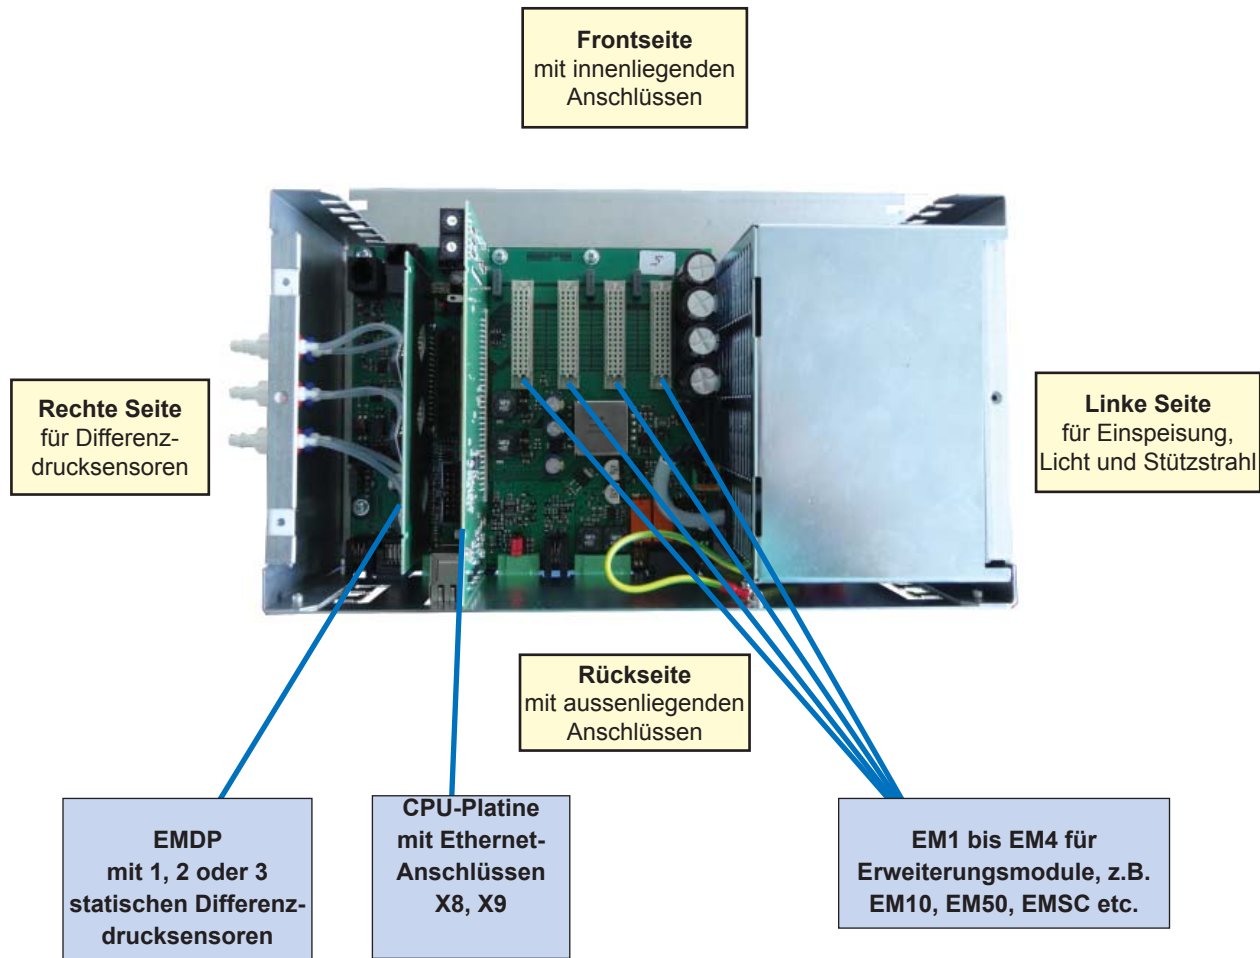 Frontseite
mit innenliegenden
Anschlüssen
Rechte Seite
für Differenz-
drucksensoren
Linke Seite
für Einspeisung,
Licht und Stützstrahl
Rückseite
mit aussenliegenden
Anschlüssen
EMDP
mit 1, 2 oder 3
statischen Differenz-
drucksensoren
CPU-Platine
mit Ethernet-
Anschlüssen
X8, X9
EM1 bis EM4 für
Erweiterungsmodule, z.B.
EM10, EM50, EMSC etc.